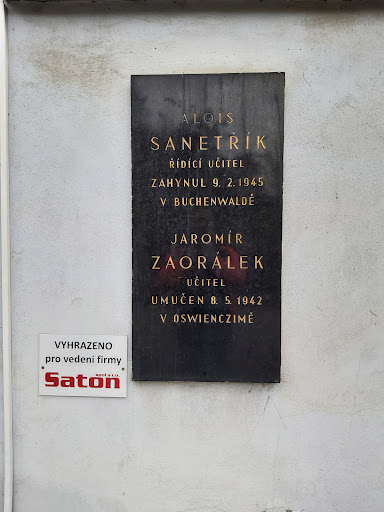 ALOIS
SANETŘÍK
ŘÍDÍCÍ UČITEL
ZAHYNUL 9. 2. 1945
V BUCHENWALDĚ
JAROMÍR
ZAORÁLEK
UČITEL
UMUČEN 8. 5. 1942
V OSWIENCZIMĚ
VYHRAZENO
pro vedení firmy
spol.s r.o.
Saton